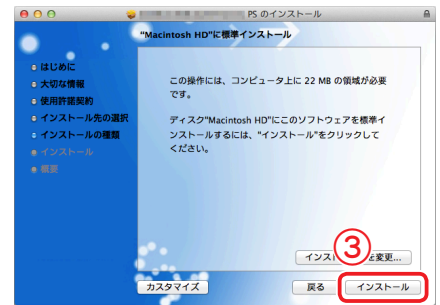 PS のインストール
"Macintosh HD"に標準インストール
はじめに
大切な情報
使用許諾契約
インストール先の選択
インストールの種類
インストール
概要
この操作には、コンピュータ上に 22 MB の領域が必要
です。
ディスク"Macintosh HD"にこのソフトウェアを標準イ
ンストールするには、"インストール"をクリックして
ください。
③
を変更...
カスタマイズ
戻る
インストール